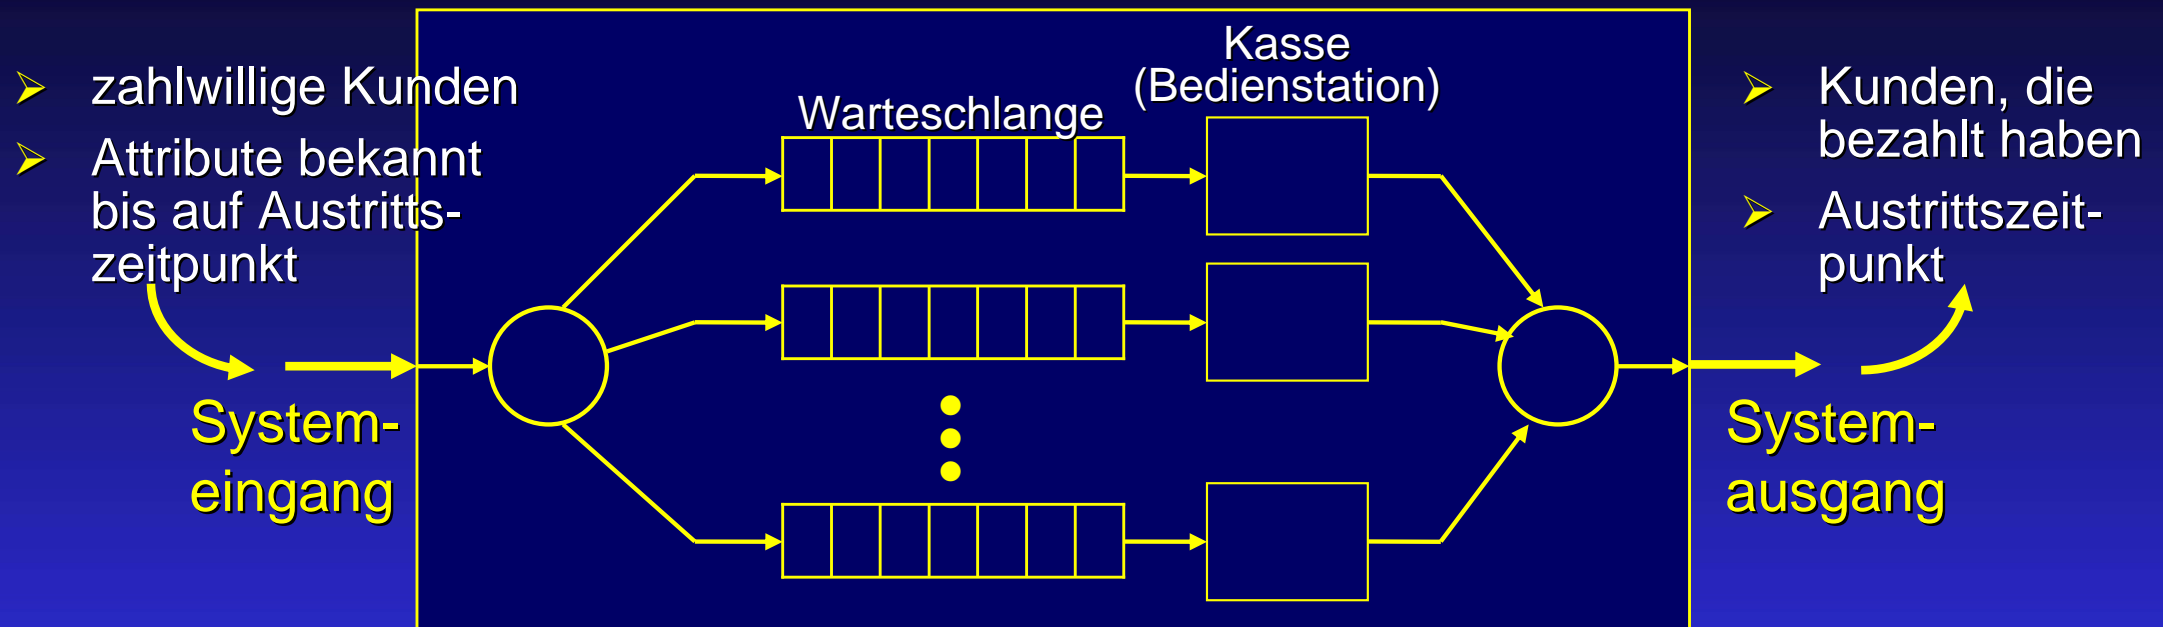 zahlwillige Kunden
Attribute bekannt
bis auf Austritts-
zeitpunkt
System-
eingang
Warteschlange
Kasse
(Bedienstation)
Kunden, die
bezahlt haben
Austrittszeit-
punkt
System-
ausgang